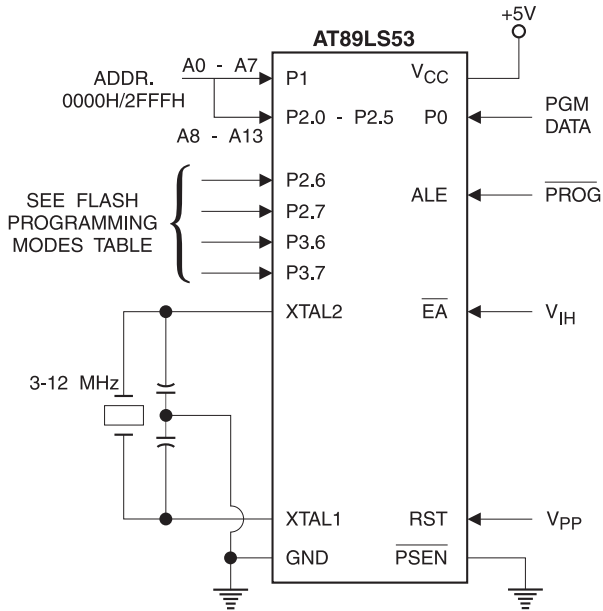 +5V
AT89LS53
A0 - A7
ADDR.
0000H/2FFFH
P1
VCC
P2.0 - P2.5
P0
PGM
DATA
A8 - A13
P2.6
P2.7
P3.6
P3.7
SEE FLASH
PROGRAMMING
MODES TABLE
ALE
PROG
XTAL2
EA
VIH
3-12 MHz
XTAL1
RST
VPP
GND
PSEN